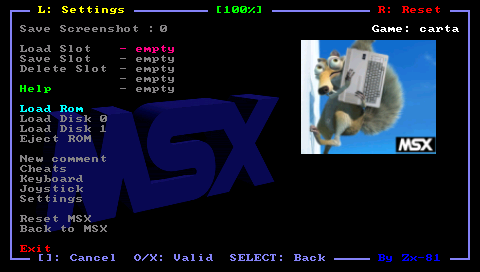 L: Settings [100%] R: Reset
Save Screenshot : 0 Game: carta
Load Slot - empty
Save Slot - empty
Delete Slot - empty
- empty
Help - empty
Load Rom
Load Disk 0
Load Disk 1
Eject ROM
MSX
MSX
New comment
Cheats
Keyboard
Joystick
Settings
Reset MSX
Back to MSX
Exit
[]: Cancel O/X: Valid SELECT: Back By Zx-81